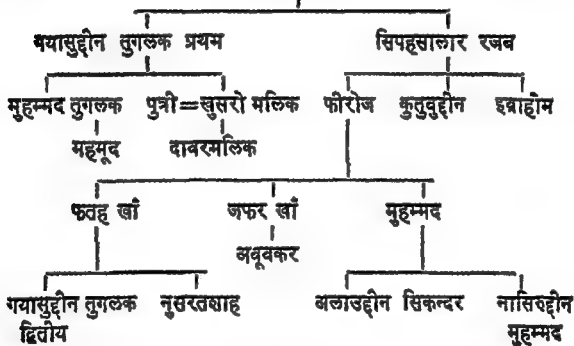 गयासुद्दीन तुगलक प्रथम सिपहसालार रजब
मुहम्मद तुगलक पुत्री=खुसरो मलिक फीरोज कुतुबुद्दीन इब्राहीम
महमूद दावरमलिक
फतह खाँ जफर खाँ मुहम्मद
अबूबकर
गयासुद्दीन तुगलक नुसरतशाह अलाउद्दीन सिकन्दर नासिरुद्दीन
द्वितीय मुहम्मद